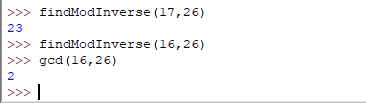 >>> findModInverse(17,26)
23
>>> findModInverse(16,26)
>>> gcd(16,26)
2
>>>